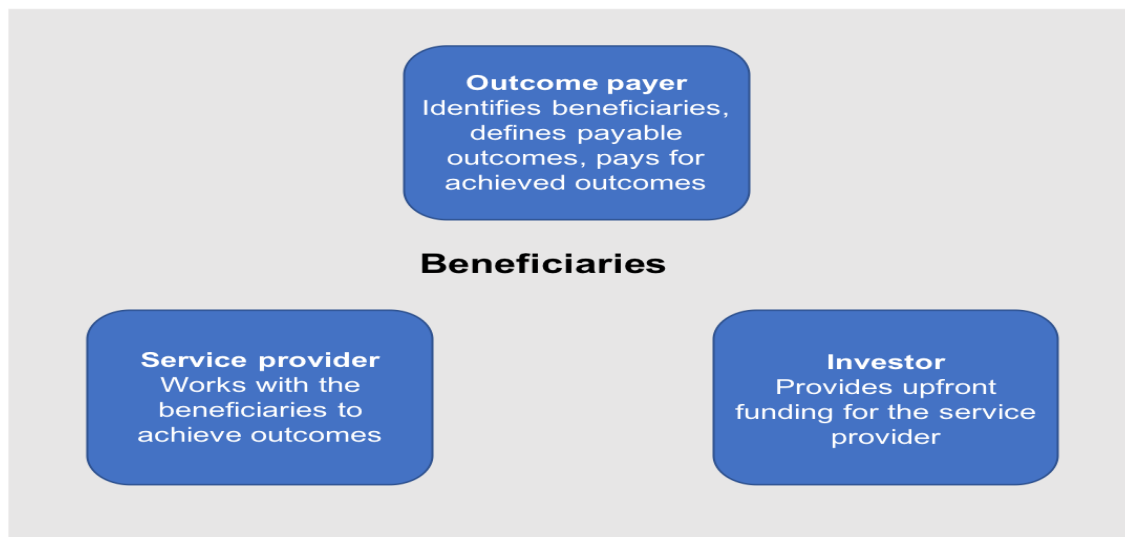 Outcome payer
Identifies beneficiaries,
defines payable
outcomes, pays for
achieved outcomes
Beneficiaries
Service provider
Works with the
beneficiaries to
achieve outcomes
Investor
Provides upfront
funding for the service
provider